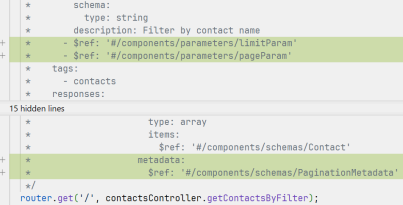 *       schema:
*         type: string
*       description: Filter by contact name
+ *     - $ref: '#/components/parameters/limitParam'
+ *     - $ref: '#/components/parameters/pageParam'
*   tags:
*     - contacts
*   responses:
15 hidden lines
*                   type: array
*                   items:
*                     $ref: '#/components/schemas/Contact'
+ *                 metadata:
+ *                   $ref: '#/components/schemas/PaginationMetadata'
*/
router.get('/', contactsController.getContactsByFilter);